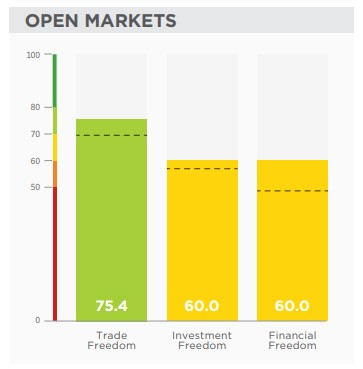 OPEN MARKETS
100
80
70
60
50
0
75.4
60.0
60.0
Trade
Freedom
Investment
Freedom
Financial
Freedom